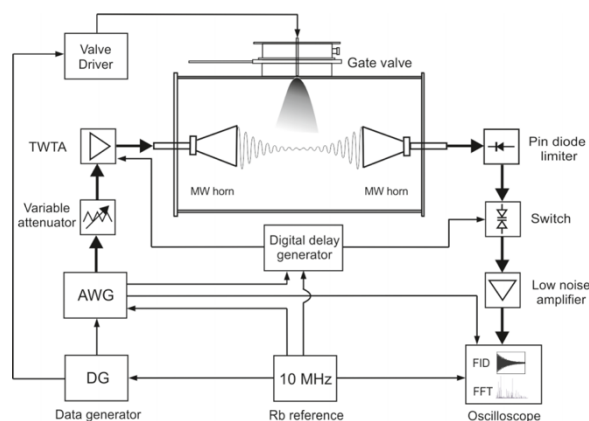 Valve
Driver
Gate valve
TWTA
MW horn
MW horn
Pin diode
limiter
Variable
attenuator
Digital delay
generator
Switch
AWG
Low noise
amplifier
DG
10 MHz
FID
FFT
Data generator
Rb reference
Oscilloscope